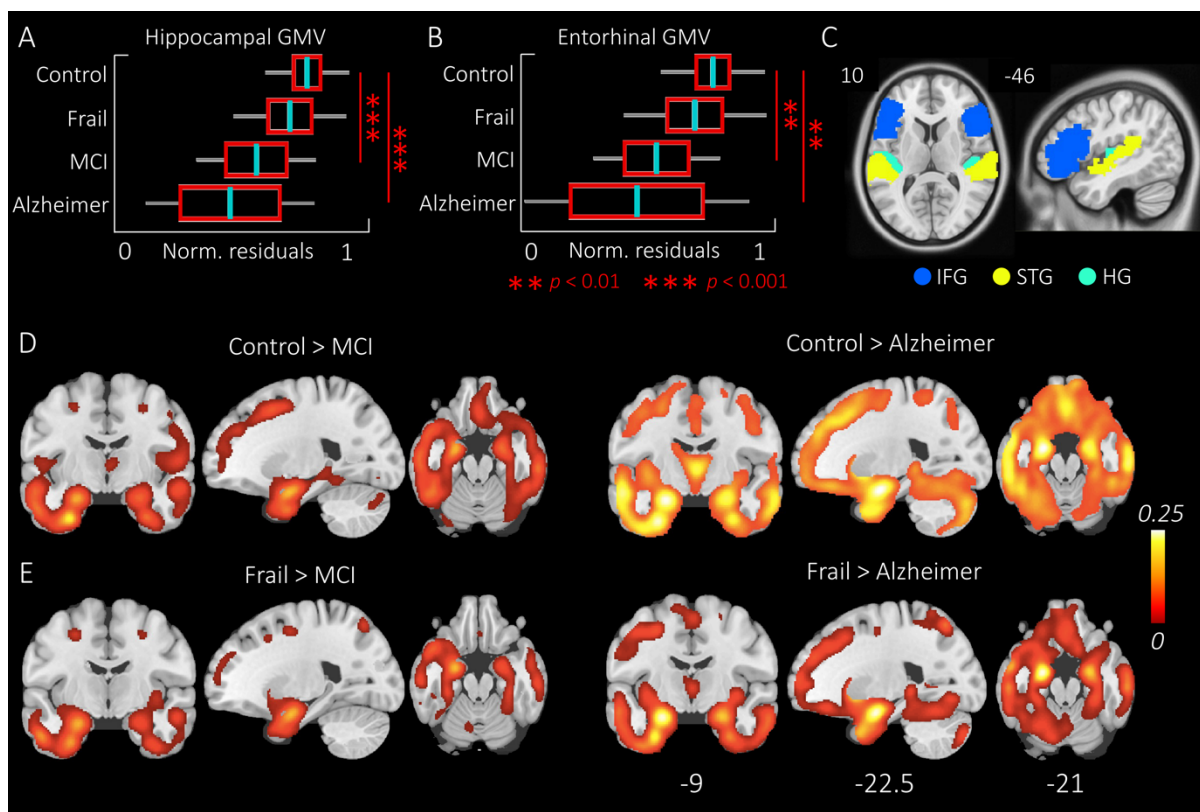 A
Hippocampal GMV
Control
Frail
MCI
Alzheimer
0
Norm. residuals
1
***
***
B
Entorhinal GMV
Control
Frail
MCI
Alzheimer
0
Norm. residuals
1
**
**
** p < 0.01 *** p < 0.001
C
10
-46
IFG STG HG
D
Control > MCI
Control > Alzheimer
0.25
0
E
Frail > MCI
Frail > Alzheimer
-9 -22.5 -21